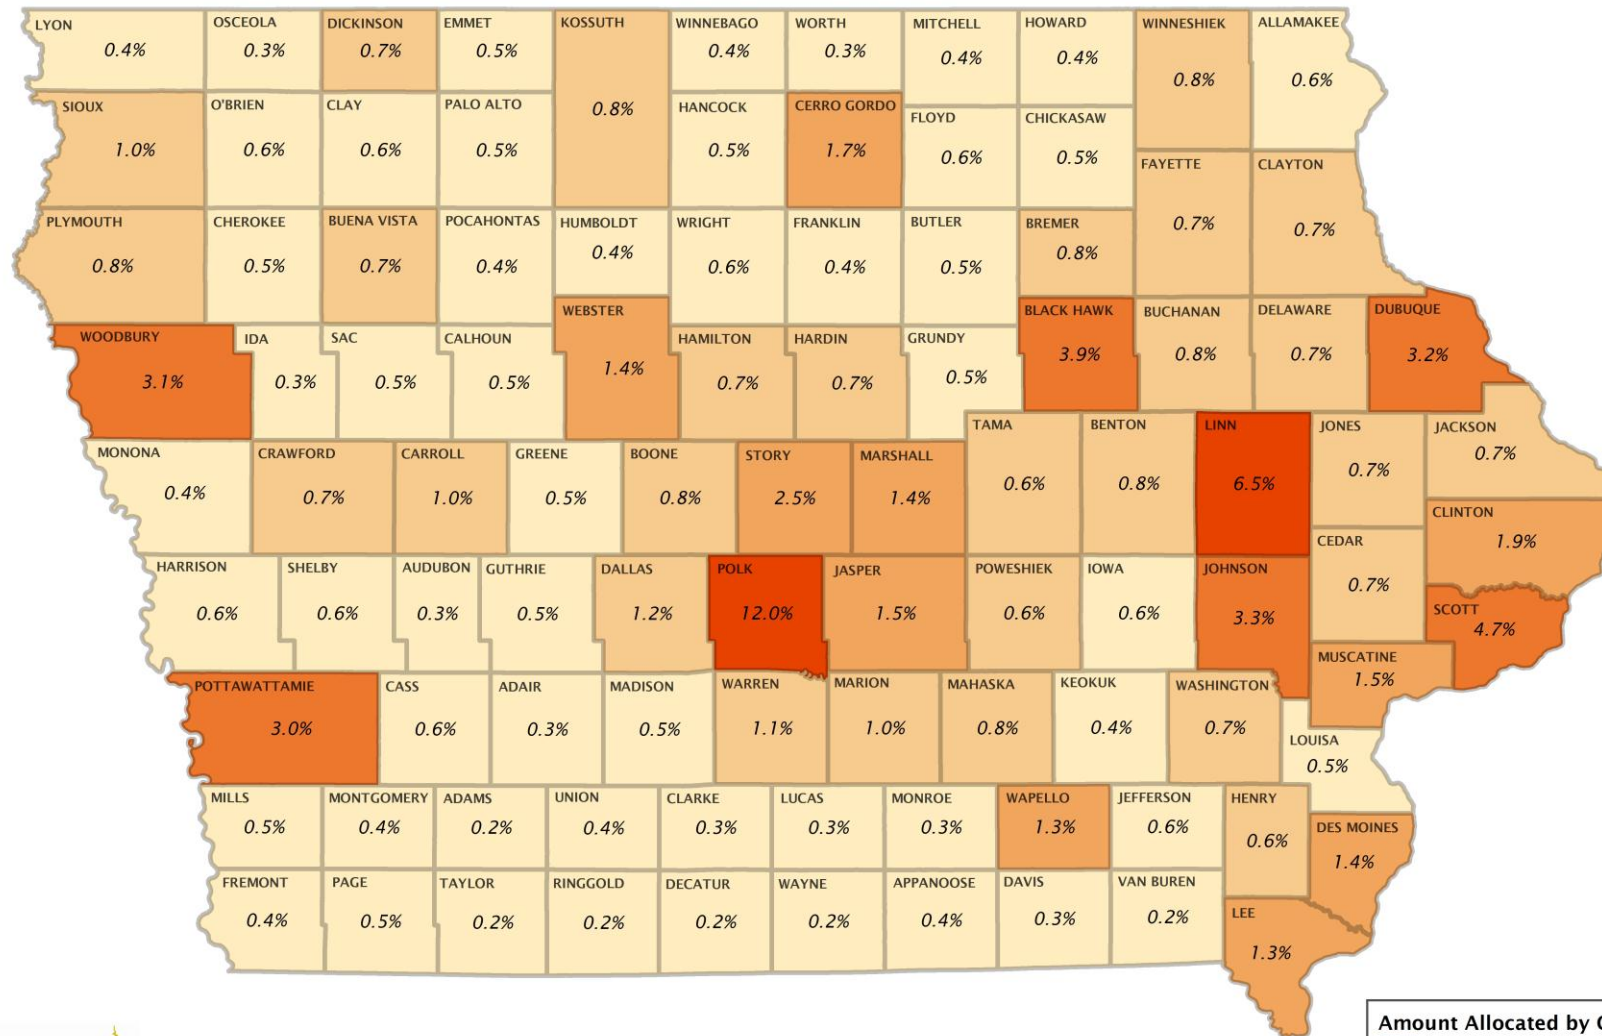 LYON
0.4%
OSCEOLA
0.3%
DICKINSON
0.7%
EMMET
0.5%
KOSSUTH
0.8%
WINNEBAGO
0.4%
WORTH
0.3%
MITCHELL
0.4%
HOWARD
0.4%
WINNESHIEK
0.8%
ALLAMAKEE
0.6%
SIOUX
1.0%
O'BRIEN
0.6%
CLAY
0.6%
PALO ALTO
0.5%
HANCOCK
0.5%
CERRO GORDO
1.7%
FLOYD
0.6%
CHICKASAW
0.5%
FAYETTE
0.7%
CLAYTON
0.7%
PLYMOUTH
0.8%
CHEROKEE
0.5%
BUENA VISTA
0.7%
POCAHONTAS
0.4%
HUMBOLDT
0.4%
WRIGHT
0.6%
FRANKLIN
0.4%
BUTLER
0.5%
BREMER
0.8%
WOODBURY
3.1%
IDA
0.3%
SAC
0.5%
CALHOUN
0.5%
WEBSTER
1.4%
HAMILTON
0.7%
HARDIN
0.7%
GRUNDY
0.5%
BLACK HAWK
3.9%
BUCHANAN
0.8%
DELAWARE
0.7%
DUBUQUE
3.2%
MONONA
0.4%
CRAWFORD
0.7%
CARROLL
1.0%
GREENE
0.5%
BOONE
0.8%
STORY
2.5%
MARSHALL
1.4%
TAMA
0.6%
BENTON
0.8%
LINN
6.5%
JONES
0.7%
JACKSON
0.7%
CLINTON
1.9%
CEDAR
0.7%
HARRISON
0.6%
SHELBY
0.6%
AUDUBON
0.3%
GUTHRIE
0.5%
DALLAS
1.2%
POLK
12.0%
JASPER
1.5%
POWESHIEK
0.6%
IOWA
0.6%
JOHNSON
3.3%
SCOTT
4.7%
MUSCATINE
1.5%
POTTAWATTAMIE
3.0%
CASS
0.6%
ADAIR
0.3%
MADISON
0.5%
WARREN
1.1%
MARION
1.0%
MAHASKA
0.8%
KEOKUK
0.4%
WASHINGTON
0.7%
LOUISA
0.5%
MILLS
0.5%
MONTGOMERY
0.4%
ADAMS
0.2%
UNION
0.4%
CLARKE
0.3%
LUCAS
0.3%
MONROE
0.3%
WAPELLO
1.3%
JEFFERSON
0.6%
HENRY
0.6%
DES MOINES
1.4%
FREMONT
0.4%
PAGE
0.5%
TAYLOR
0.2%
RINGGOLD
0.2%
DECATUR
0.2%
WAYNE
0.2%
APPANOOSE
0.4%
DAVIS
0.3%
VAN BUREN
0.2%
LEE
1.3%
Amount Allocated by